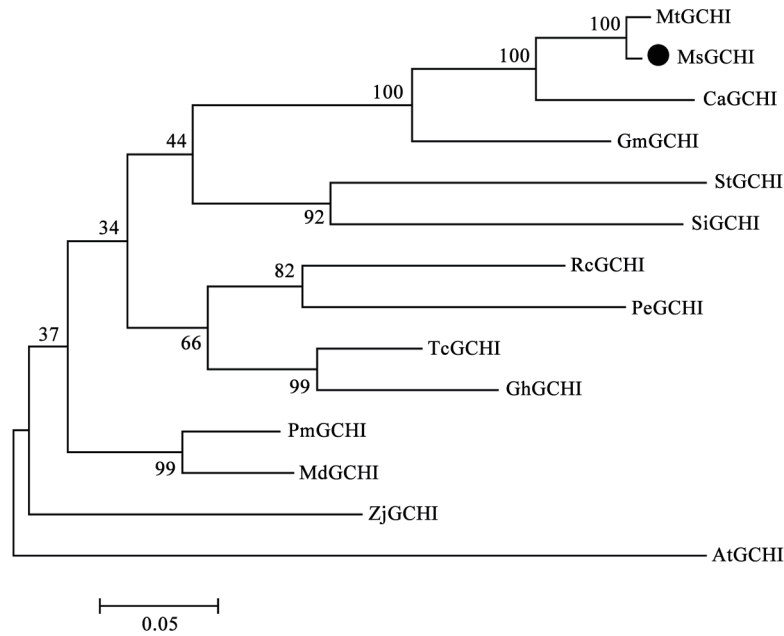 MtGCHI
100
MsGCHI
100
CaGCHI
100
GmGCHI
44
StGCHI
92
SiGCHI
34
RcGCHI
82
PeGCHI
66
TcGCHI
99
GhGCHI
37
PmGCHI
99
MdGCHI
ZjGCHI
AtGCHI
0.05